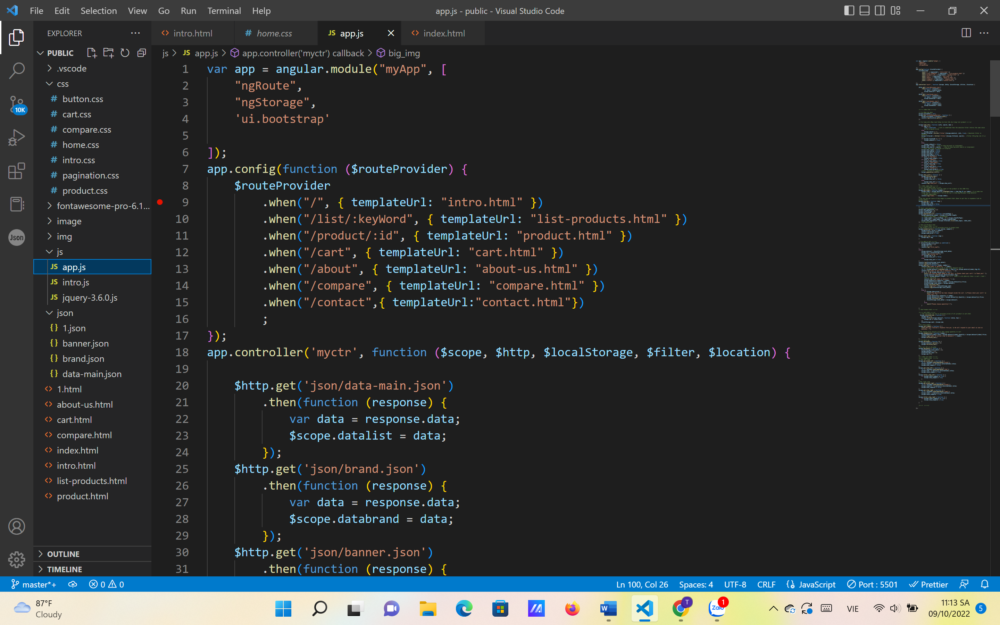 File Edit Selection View Go Run Terminal Help
app.js - public - Visual Studio Code
EXPLORER
PUBLIC
.vscode
css
button.css
cart.css
compare.css
home.css
intro.css
pagination.css
product.css
fontawesome-pro-6.1...
image
img
js
app.js
intro.js
jquery-3.6.0.js
json
1.json
banner.json
brand.json
data-main.json
1.html
about-us.html
cart.html
compare.html
index.html
intro.html
list-products.html
product.html
OUTLINE
TIMELINE
10K
Json
intro.html home.css JS app.js index.html
js > JS app.js > app.controller('myctr') callback > big_img
1 var app = angular.module("myApp", [
2 "ngRoute",
3 "ngStorage",
4 'ui.bootstrap'
5
6 ]);
7 app.config(function ($routeProvider) {
8 $routeProvider
9 .when("/", { templateUrl: "intro.html" })
10 .when("/list/:keyWord", { templateUrl: "list-products.html" })
11 .when("/product/:id", { templateUrl: "product.html" })
12 .when("/cart", { templateUrl: "cart.html" })
13 .when("/about", { templateUrl: "about-us.html" })
14 .when("/compare", { templateUrl: "compare.html" })
15 .when("/contact",{ templateUrl:"contact.html"})
16 ;
17 });
18 app.controller('myctr', function ($scope, $http, $localStorage, $filter, $location) {
19
20 $http.get('json/data-main.json')
21 .then(function (response) {
22 var data = response.data;
23 $scope.datalist = data;
24 });
25 $http.get('json/brand.json')
26 .then(function (response) {
27 var data = response.data;
28 $scope.databrand = data;
29 });
30 $http.get('json/banner.json')
31 .then(function (response) {
master*+ 0 0 Ln 100, Col 26 Spaces: 4 UTF-8 CRLF JavaScript Port : 5501 Prettier
87°F
Cloudy
W
T
Zalo 1
VIE
11:13 SA
09/10/2022
5